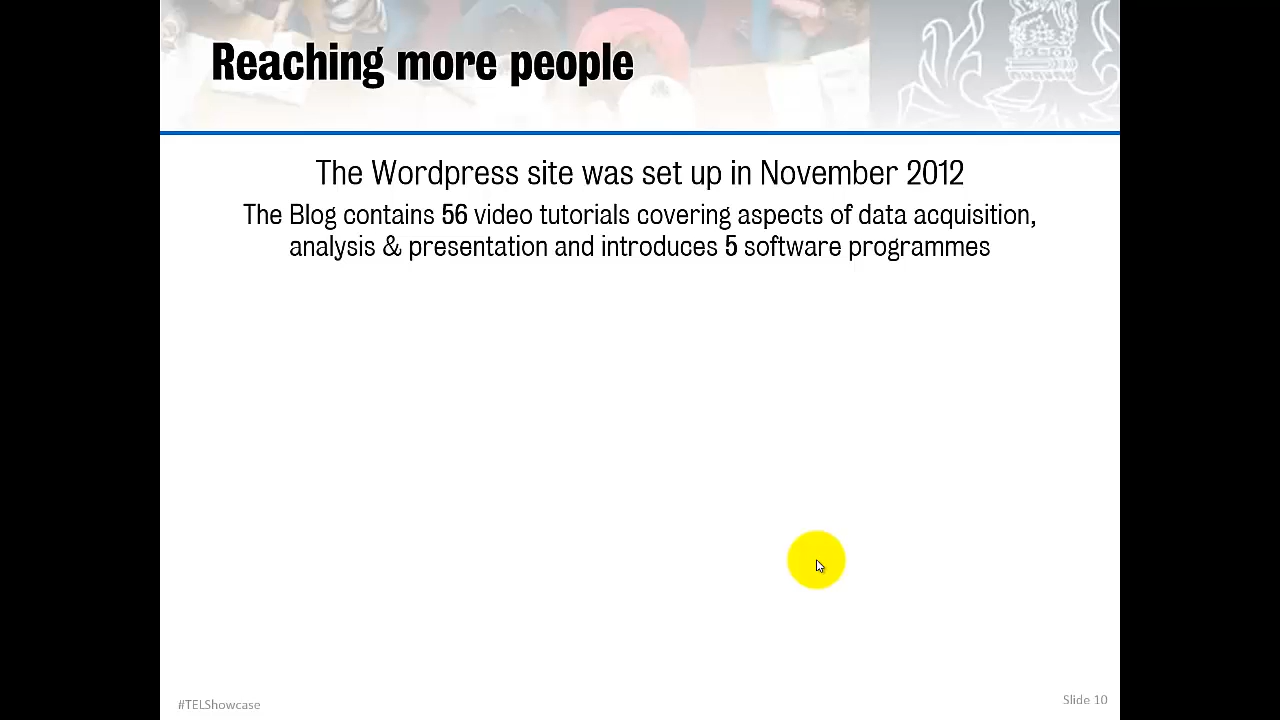 Reaching more people
The Wordpress site was set up in November 2012
The Blog contains 56 video tutorials covering aspects of data acquisition,
analysis & presentation and introduces 5 software programmes
#TELShowcase
Slide 10